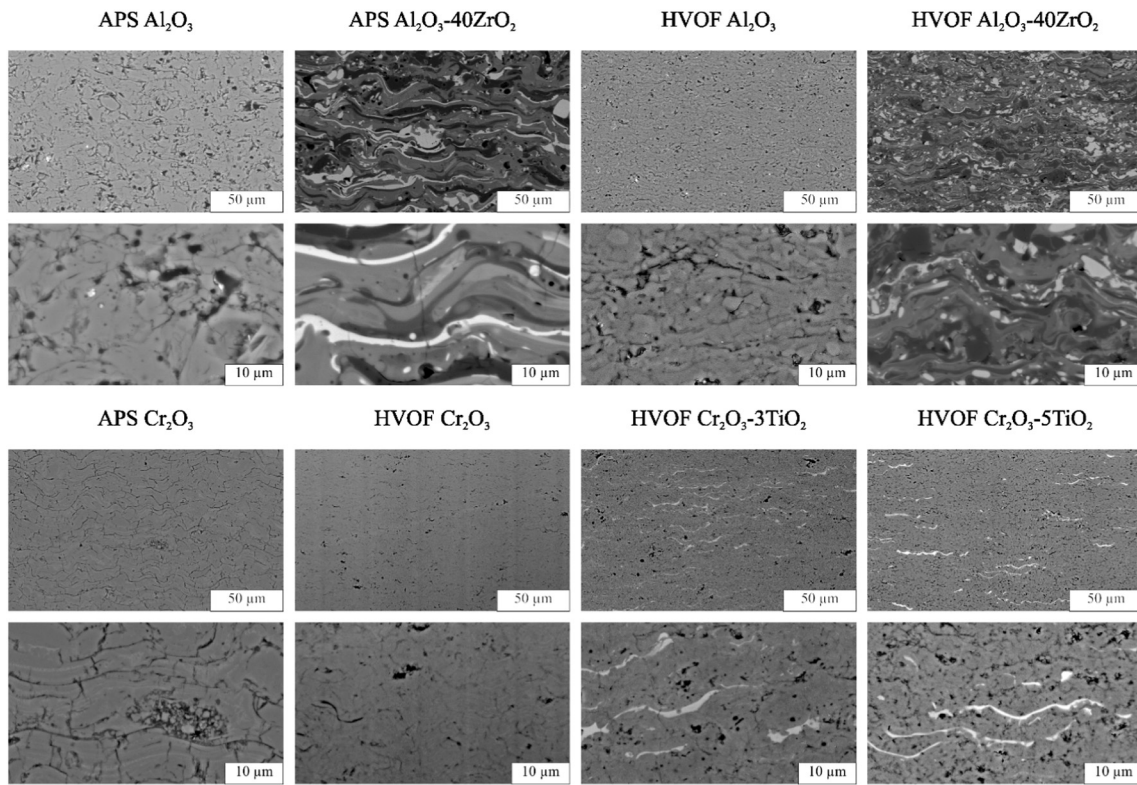 APS Al₂O₃ APS Al₂O₃-40ZrO₂ HVOF Al₂O₃ HVOF Al₂O₃-40ZrO₂
50 µm 50 µm 50 µm 50 µm
10 µm 10 µm 10 µm 10 µm
APS Cr₂O₃ HVOF Cr₂O₃ HVOF Cr₂O₃-3TiO₂ HVOF Cr₂O₃-5TiO₂
50 µm 50 µm 50 µm 50 µm
10 µm 10 µm 10 µm 10 µm